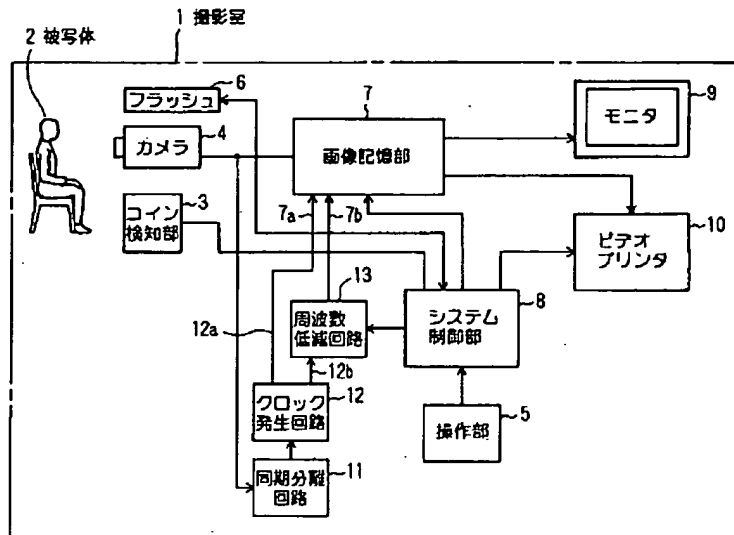 1 撮影室
2 被写体
6
フラッシュ
4
カメラ
3
コイン
検知部
7
画像記憶部
7a
7b
9
モニタ
10
ビデオ
プリンタ
13
周波数
低減回路
8
システム
制御部
12a
12b
12
クロック
発生回路
5
操作部
11
同期分離
回路